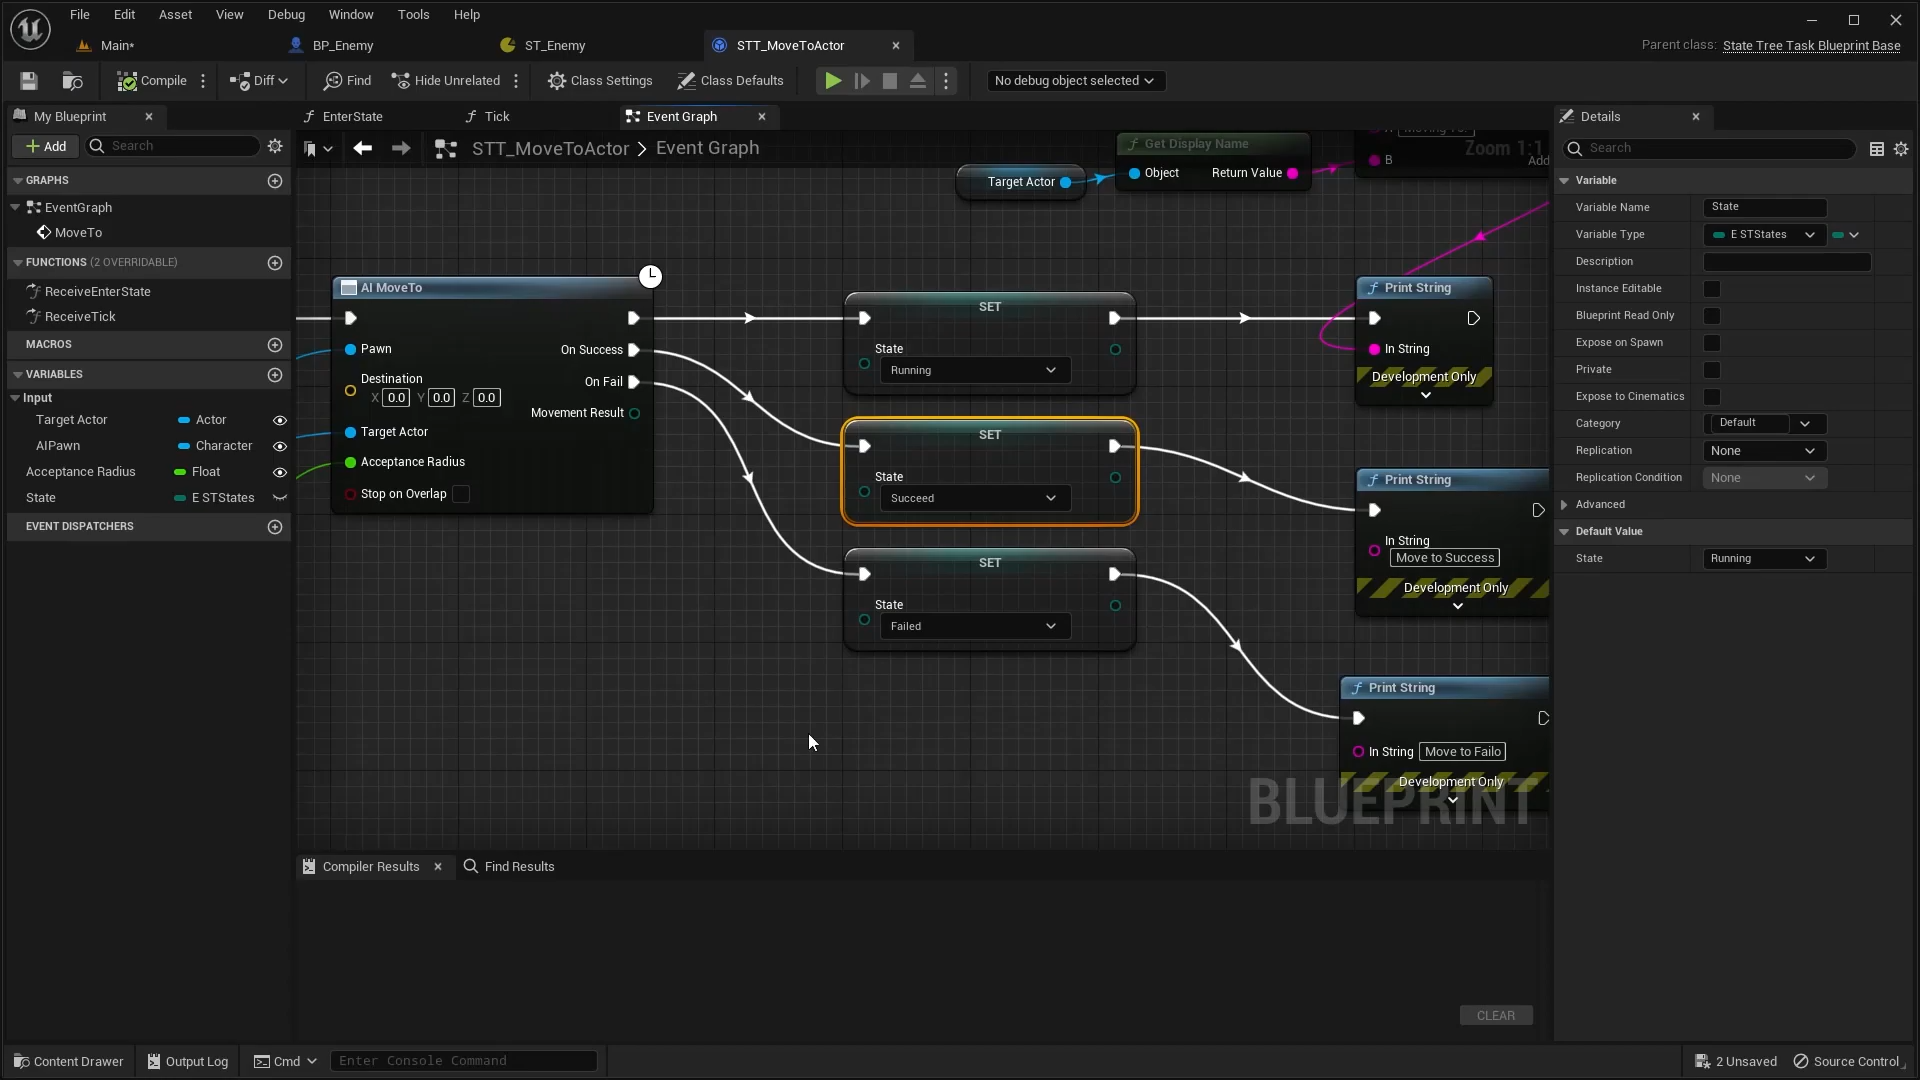 File Edit Asset View Debug Window Tools Help
Main* BP_Enemy ST_Enemy STT_MoveToActor Parent class: State Tree Task Blueprint Base
Compile Diff Find Hide Unrelated Class Settings Class Defaults No debug object selected
My Blueprint EnterState Tick Event Graph Details
Add Search STT_MoveToActor > Event Graph Zoom 1:1 Search
GRAPHS
EventGraph
MoveTo
FUNCTIONS (2 OVERRIDABLE)
ReceiveEnterState
ReceiveTick
MACROS
VARIABLES
Input
Target Actor Actor
AIPawn Character
Acceptance Radius Float
State E STStates
EVENT DISPATCHERS
Target Actor
Get Display Name
Object Return Value
B Add
AI MoveTo
Pawn On Success
Destination On Fail
X 0.0 Y 0.0 Z 0.0
Movement Result
Target Actor
Acceptance Radius
Stop on Overlap
SET
State
Running
SET
State
Succeed
SET
State
Failed
Print String
In String
Development Only
Print String
In String
Move to Success
Development Only
Print String
In String Move to Failo
Development Only
BLUEPRINT
Variable
Variable Name State
Variable Type E STStates
Description
Instance Editable
Blueprint Read Only
Expose on Spawn
Private
Expose to Cinematics
Category Default
Replication None
Replication Condition None
Advanced
Default Value
State Running
Compiler Results Find Results
CLEAR
Content Drawer Output Log Cmd Enter Console Command 2 Unsaved Source Control